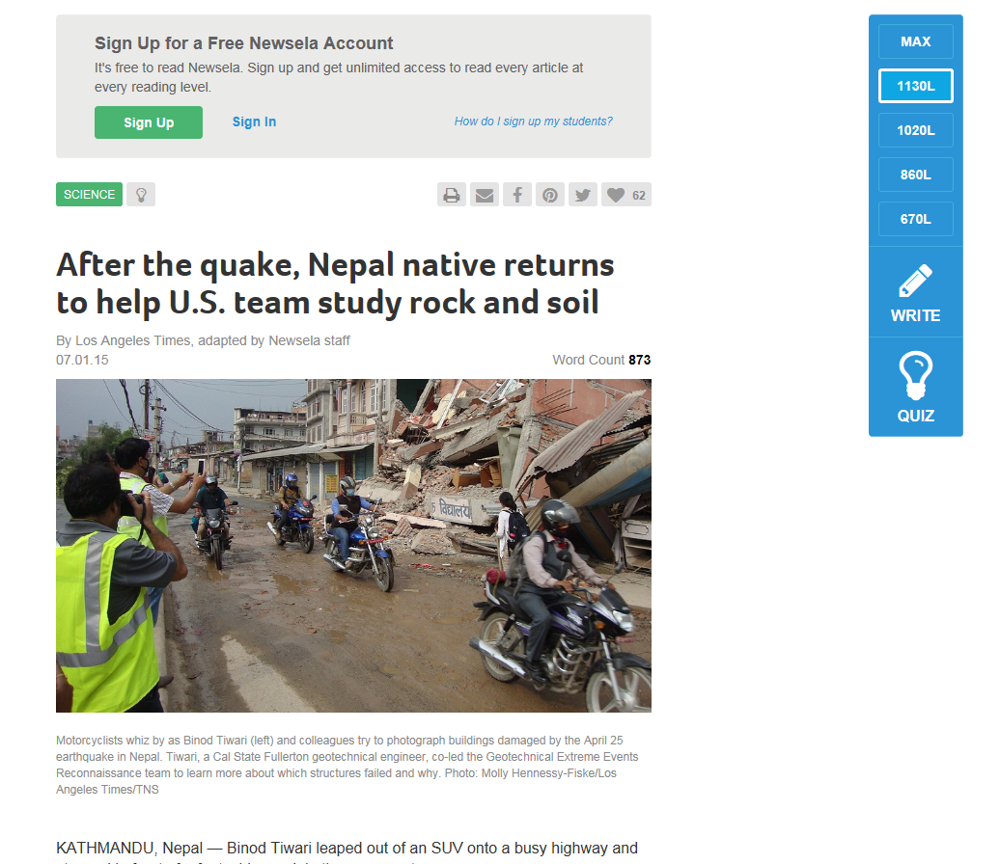 Sign Up for a Free Newsela Account
It's free to read Newsela. Sign up and get unlimited access to read every article at
every reading level.
Sign Up
Sign In
How do I sign up my students?
SCIENCE
62
After the quake, Nepal native returns
to help U.S. team study rock and soil
By Los Angeles Times, adapted by Newsela staff
07.01.15
Word Count 873
विद्यालय
Motorcyclists whiz by as Binod Tiwari (left) and colleagues try to photograph buildings damaged by the April 25
earthquake in Nepal. Tiwari, a Cal State Fullerton geotechnical engineer, co-led the Geotechnical Extreme Events
Reconnaissance team to learn more about which structures failed and why. Photo: Molly Hennessy-Fiske/Los
Angeles Times/TNS
KATHMANDU, Nepal — Binod Tiwari leaped out of an SUV onto a busy highway and
MAX
1130L
1020L
860L
670L
WRITE
QUIZ